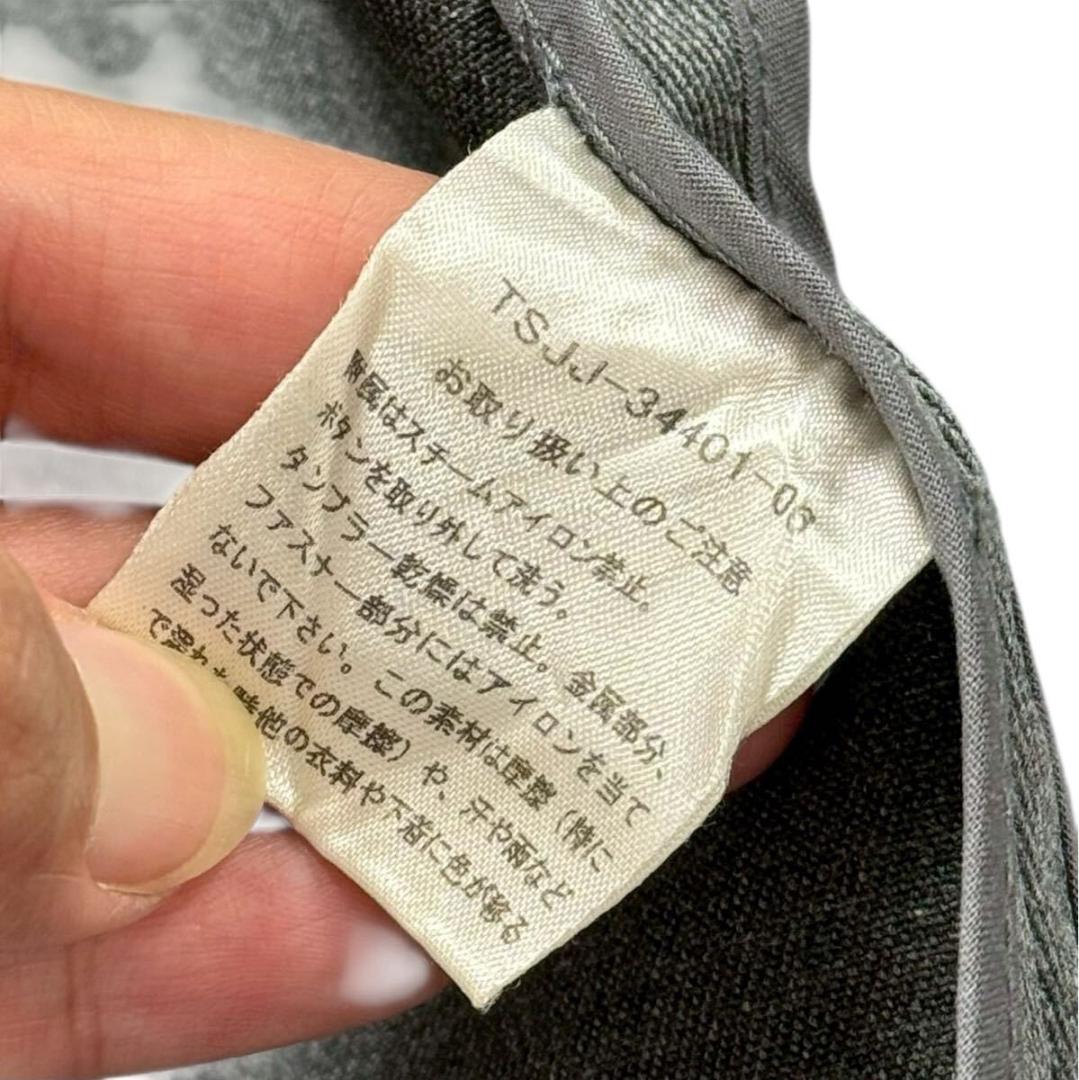 TSJJ-34401-03
お取り扱い上のご注意
附属はスチームアイロン禁止。
ボタンを取り外して洗う。
タンブラー乾燥は禁止。金属部分、
ファスナー部分にはアイロンを当て
ないで下さい。この素材は摩擦(特に
湿った状態での摩擦)や、汗や雨など
で濡れた時他の衣料や下着に色が移る